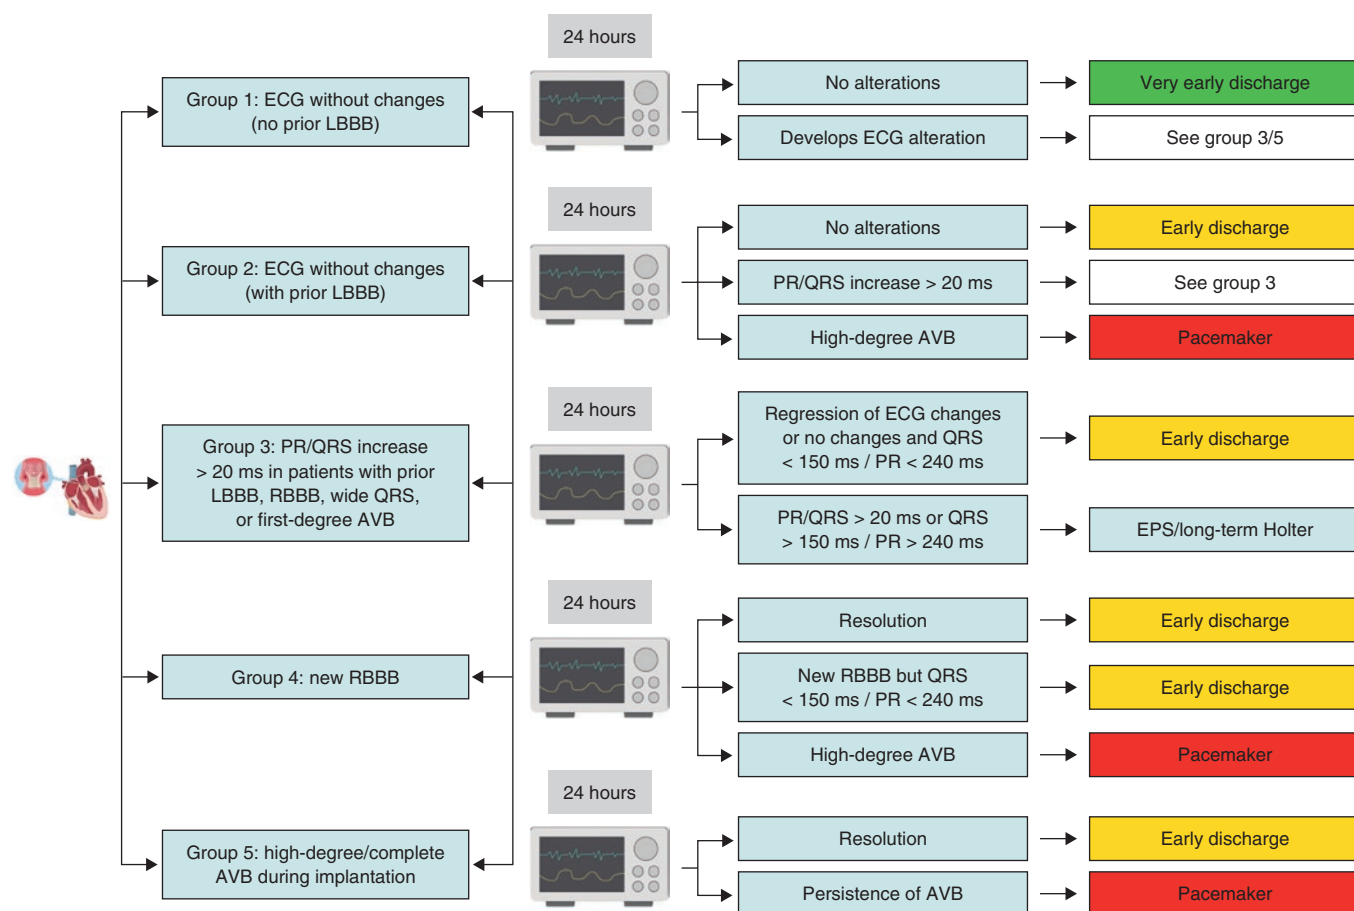 24 hours
Group 1: ECG without changes
(no prior LBBB)
No alterations
Very early discharge
Develops ECG alteration
See group 3/5
24 hours
Group 2: ECG without changes
(with prior LBBB)
No alterations
Early discharge
PR/QRS increase > 20 ms
See group 3
High-degree AVB
Pacemaker
24 hours
Group 3: PR/QRS increase
> 20 ms in patients with prior
LBBB, RBBB, wide QRS,
or first-degree AVB
Regression of ECG changes
or no changes and QRS
< 150 ms / PR < 240 ms
Early discharge
PR/QRS > 20 ms or QRS
> 150 ms / PR > 240 ms
EPS/long-term Holter
24 hours
Group 4: new RBBB
Resolution
Early discharge
New RBBB but QRS
< 150 ms / PR < 240 ms
Early discharge
High-degree AVB
Pacemaker
24 hours
Group 5: high-degree/complete
AVB during implantation
Resolution
Early discharge
Persistence of AVB
Pacemaker